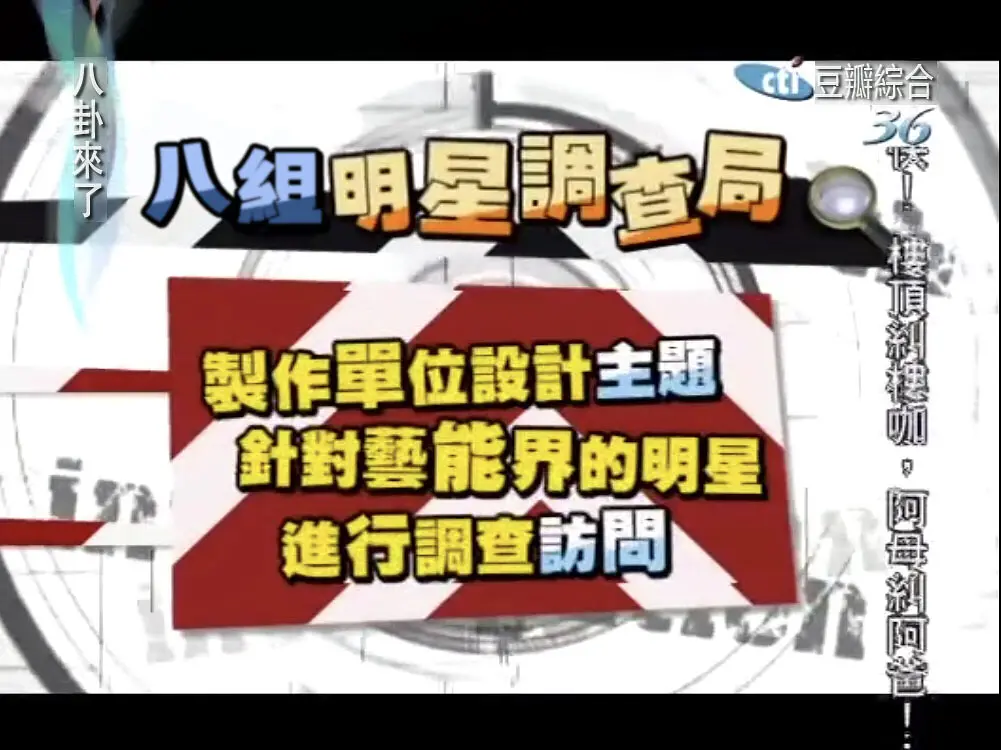 八卦來了
cti 豆瓣綜合
36
八組明星調查局
製作單位設計主題
針對藝能界的明星
進行調查訪問
快！樓頂糾樓咖，阿母糾阿爸！